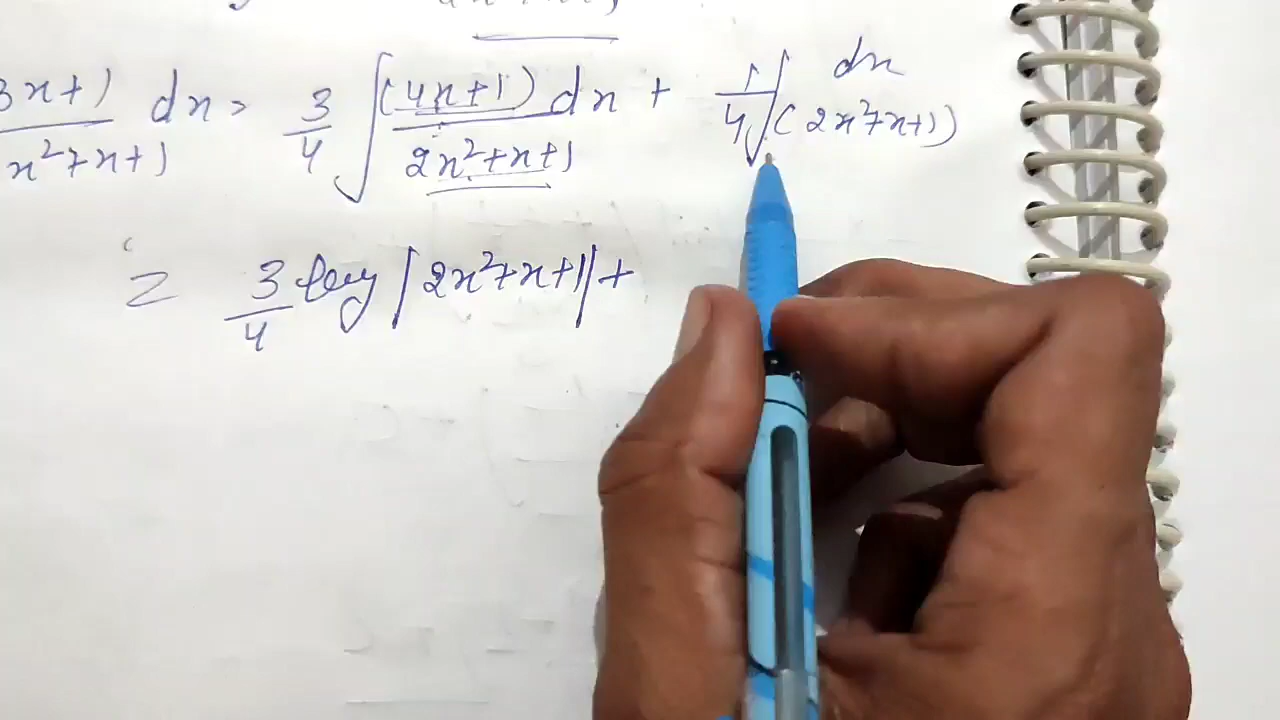 3x+1/x²+x+1 dx = 3/4 ∫ (4x+1)dx/2x²+x+1 + 1/4 ∫ dx/(2x²+x+1)
= 3/4 log |2x²+x+1| +